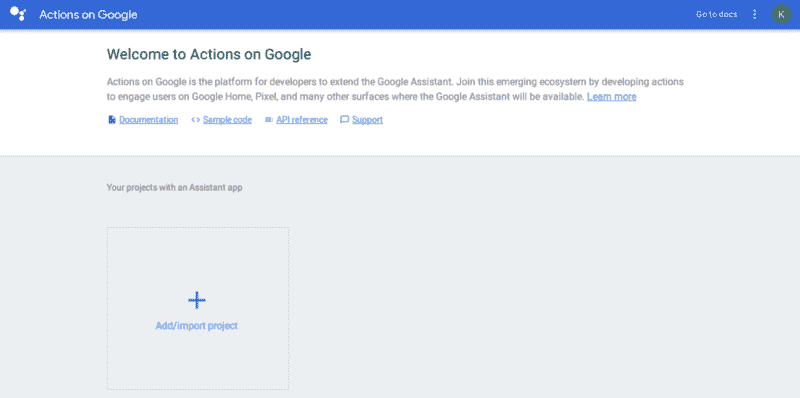 Actions on Google
Go to docs
K
Welcome to Actions on Google
Actions on Google is the platform for developers to extend the Google Assistant. Join this emerging ecosystem by developing actions
to engage users on Google Home, Pixel, and many other surfaces where the Google Assistant will be available. Learn more
Documentation
Sample code
API reference
Support
Your projects with an Assistant app
Add/import project